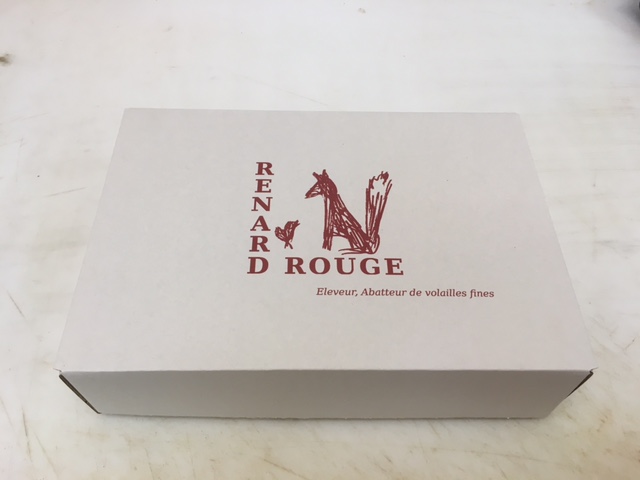 RENARD
ROUGE
Eleveur, Abatteur de volailles fines